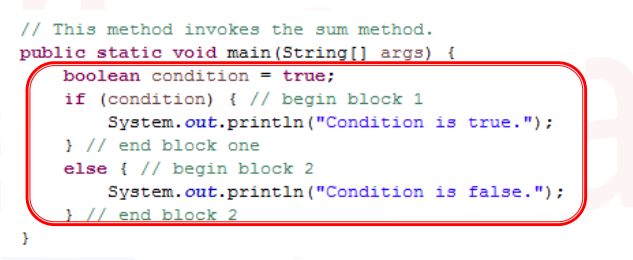 // This method invokes the sum method.
public static void main(String[] args) {
    boolean condition = true;
    if (condition) { // begin block 1
        System.out.println("Condition is true.");
    } // end block one
    else { // begin block 2
        System.out.println("Condition is false.");
    } // end block 2
}